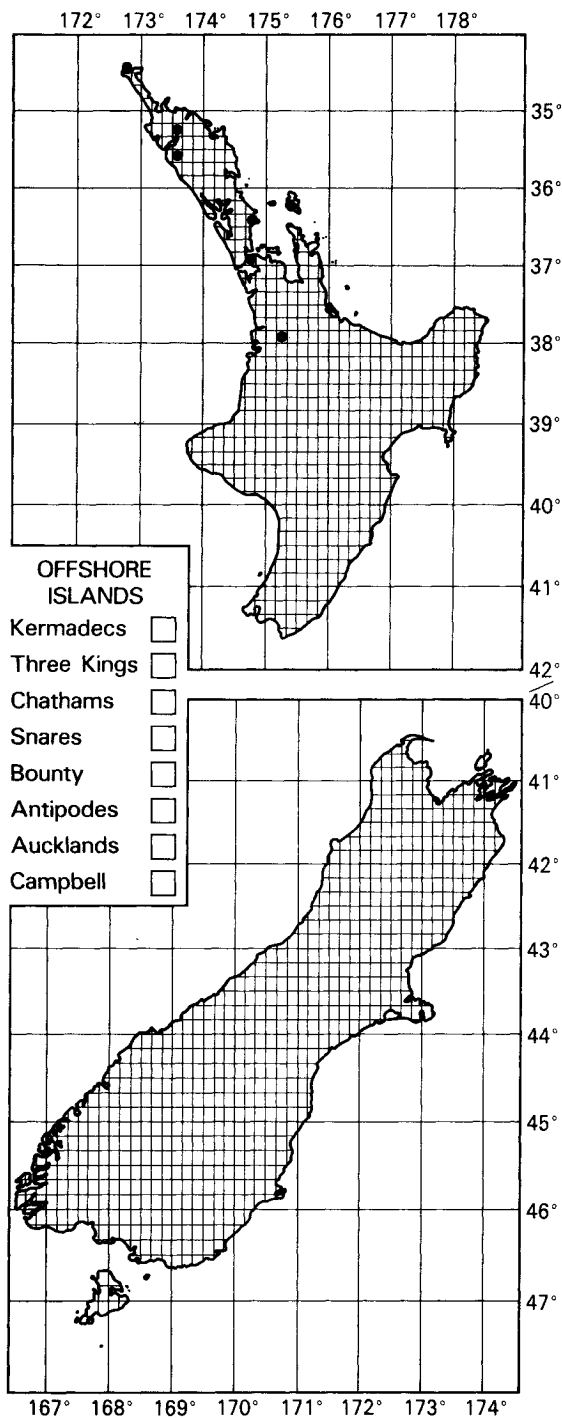 172° 173° 174° 175° 176° 177° 178°
35°
36°
37°
38°
39°
40°
41°
42°
OFFSHORE
ISLANDS
Kermadecs
Three Kings
Chathams
Snares
Bounty
Antipodes
Aucklands
Campbell
40°
41°
42°
43°
44°
45°
46°
47°
167° 168° 169° 170° 171° 172° 173° 174°